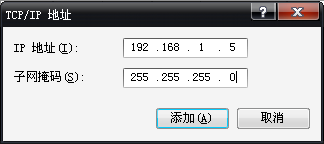 TCP/IP 地址
IP 地址(I): 192 .168 . 1 . 5
子网掩码(S): 255 .255 .255 . 0
添加(A) 取消